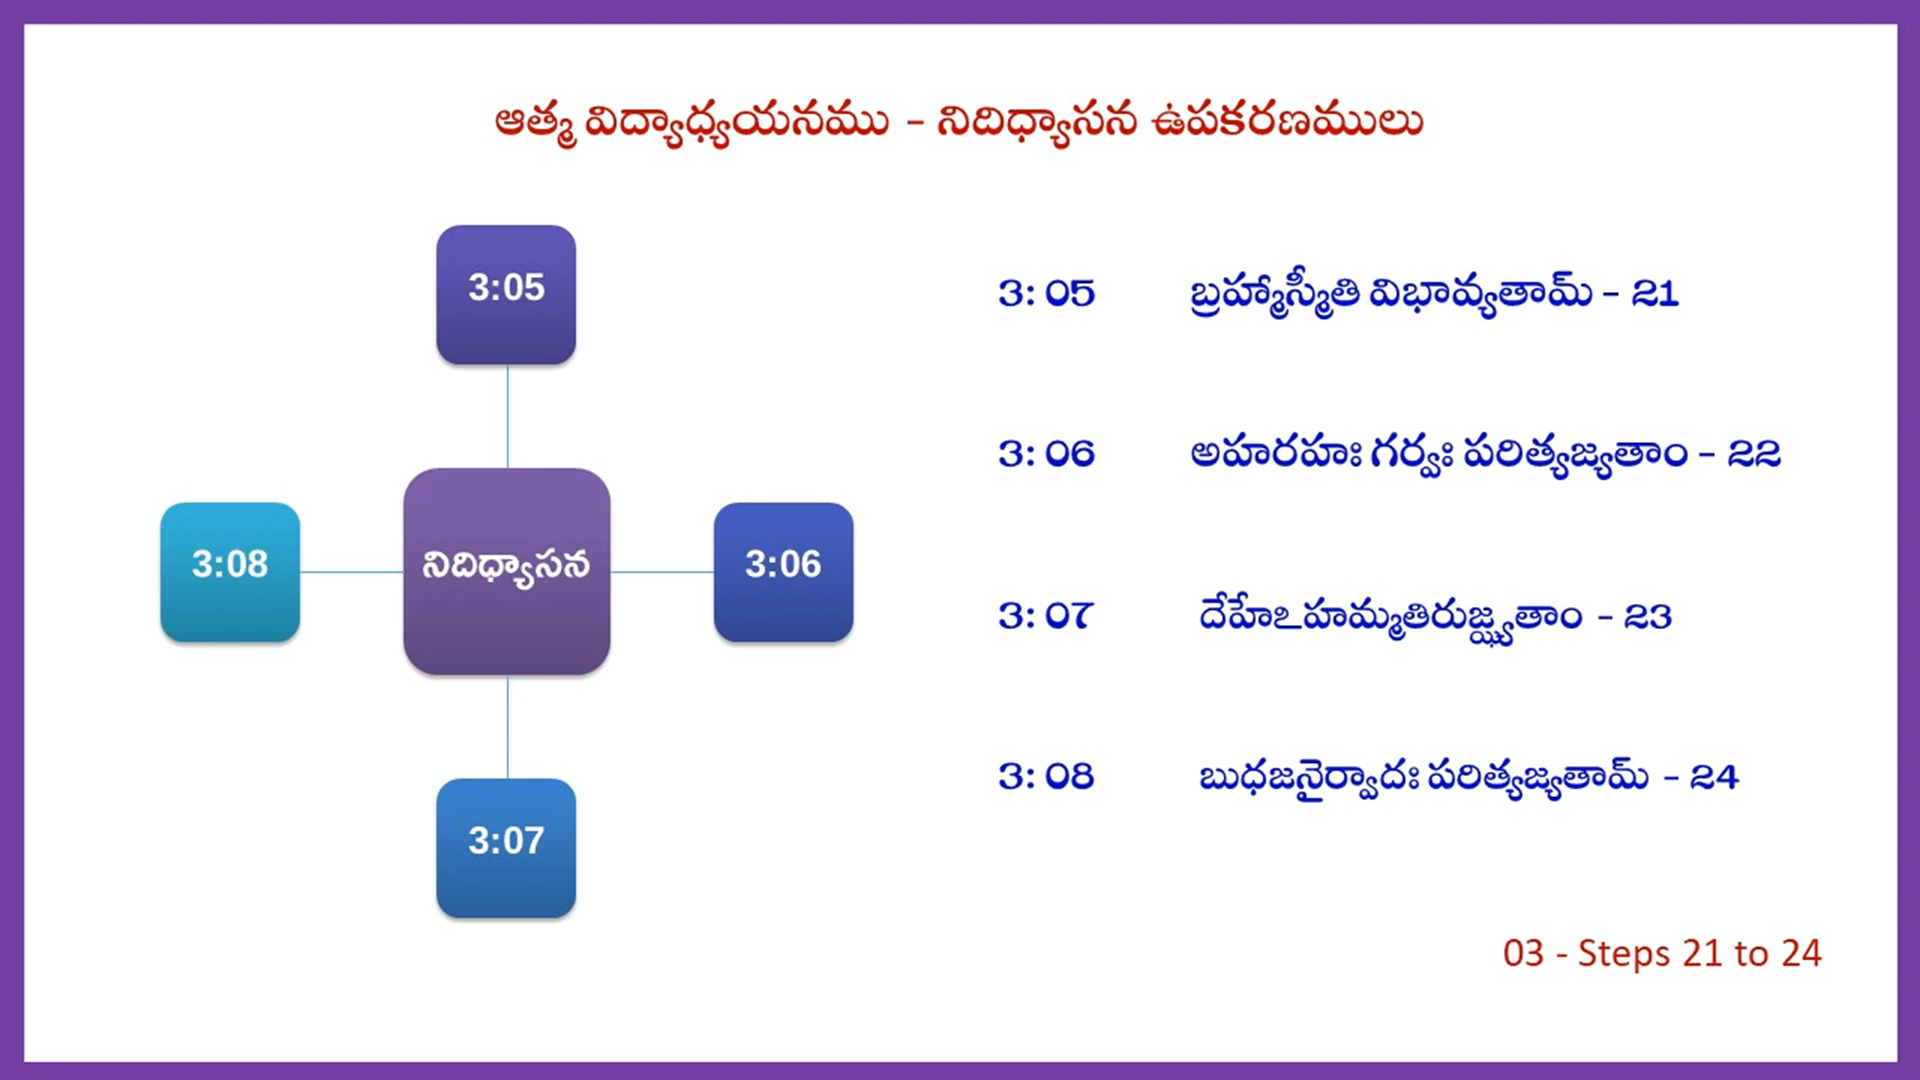 ఆత్మ విద్యాధ్యయనము – నిదిధ్యాసన ఉపకరణములు
3:05
3: 05 బ్రహ్మాస్మీతి విభావ్యతామ్ – 21
3: 06 అహరహః గర్వః పరిత్యజ్యతాం – 22
3:08 నిదిధ్యాసన 3:06
3: 07 దేహేఽహమ్మతిరుజ్ఝ్యతాం – 23
3: 08 బుధజనైర్వాదః పరిత్యజ్యతామ్ – 24
3:07
03 - Steps 21 to 24